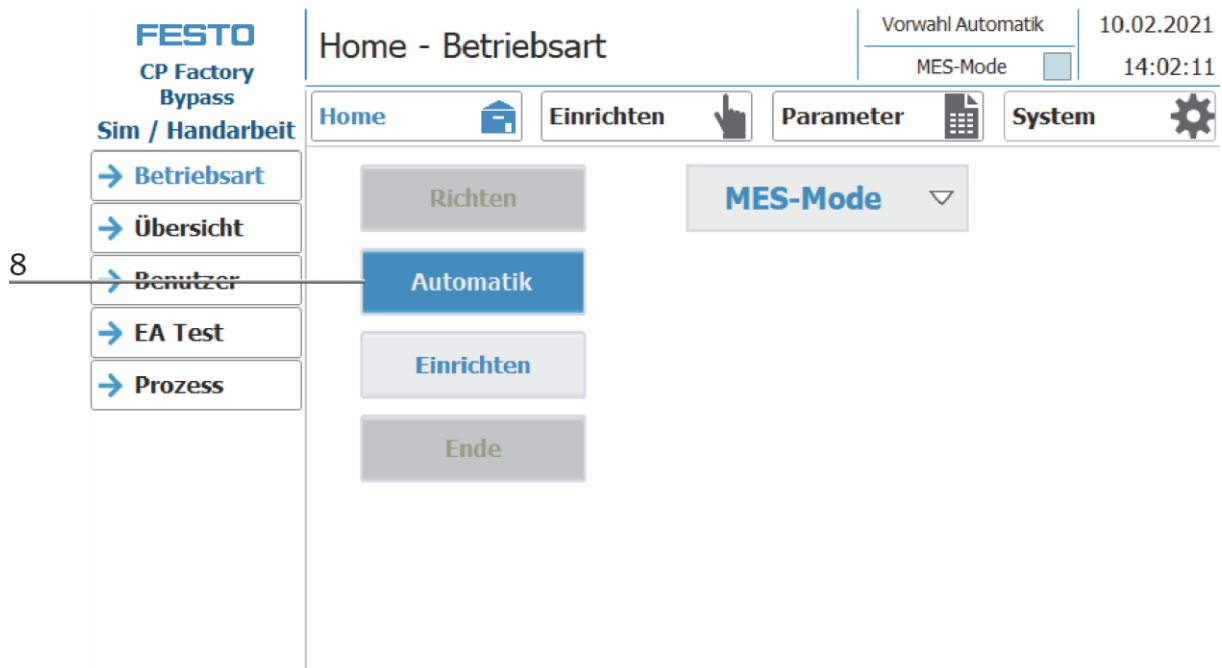 FESTO
CP Factory
Bypass
Sim / Handarbeit
Home - Betriebsart
Vorwahl Automatik
MES-Mode
10.02.2021
14:02:11
Home
Einrichten
Parameter
System
Betriebsart
Übersicht
Benutzer
EA Test
Prozess
8
Richten
Automatik
Einrichten
Ende
MES-Mode